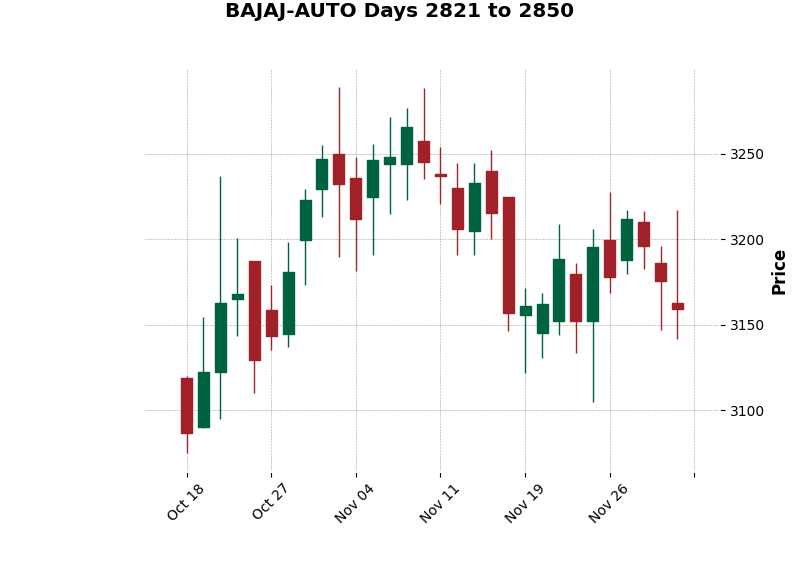 BAJAJ-AUTO Days 2821 to 2850
3250
3200
3150
3100
Price
Oct 18
Oct 27
Nov 04
Nov 11
Nov 19
Nov 26